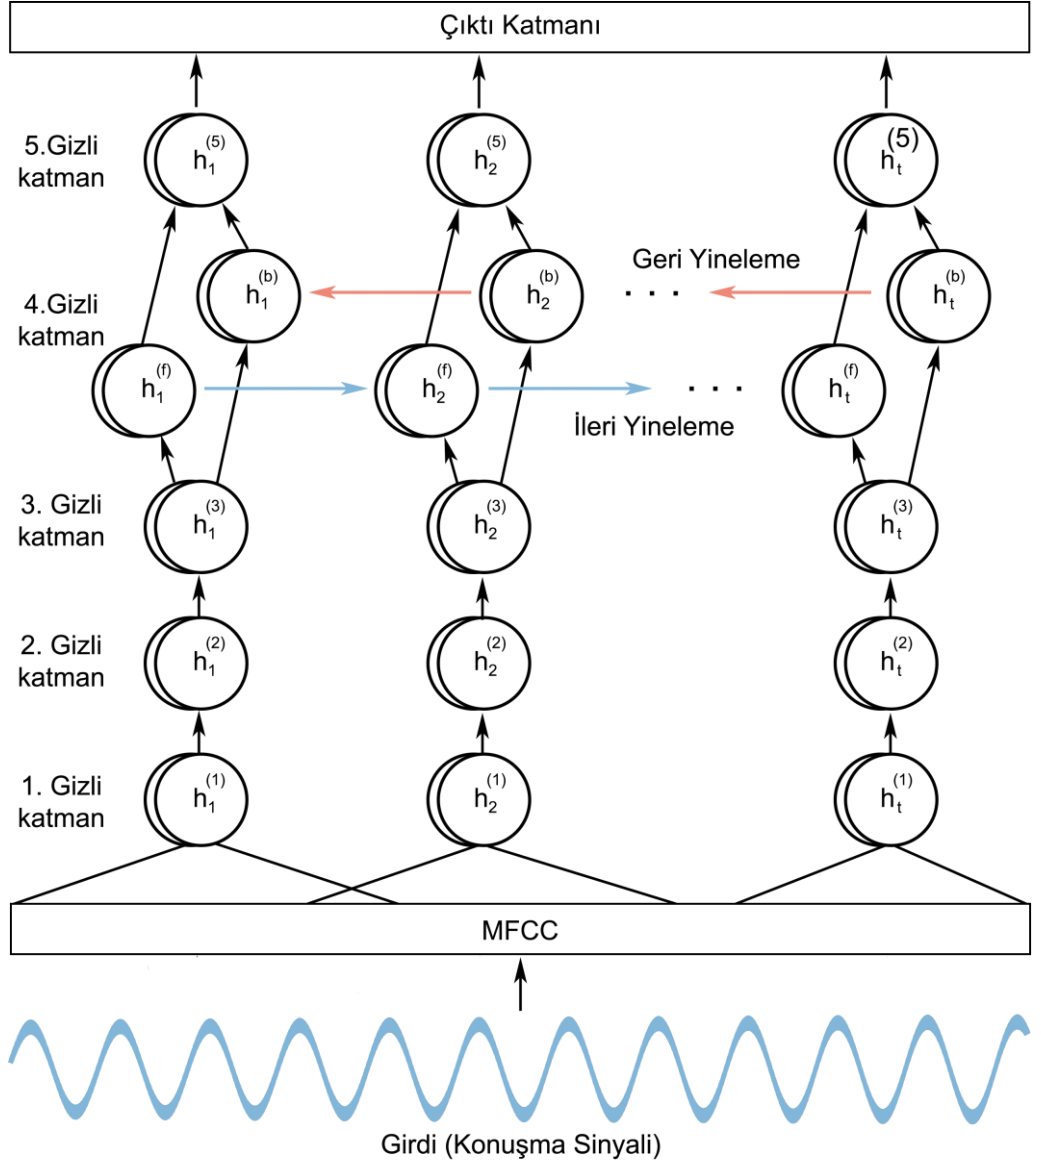 Çıktı Katmanı
5.Gizli
katman
h₁⁽⁵⁾ h₂⁽⁵⁾ hₜ(5)
Geri Yineleme
4.Gizli
katman
h₁⁽ᵇ⁾ h₂⁽ᵇ⁾ . . . hₜ⁽ᵇ⁾
h₁⁽ᶠ⁾ h₂⁽ᶠ⁾ . . . hₜ⁽ᶠ⁾
İleri Yineleme
3. Gizli
katman
h₁⁽³⁾ h₂⁽³⁾ hₜ⁽³⁾
2. Gizli
katman
h₁⁽²⁾ h₂⁽²⁾ hₜ⁽²⁾
1. Gizli
katman
h₁⁽¹⁾ h₂⁽¹⁾ hₜ⁽¹⁾
MFCC
Girdi (Konuşma Sinyali)